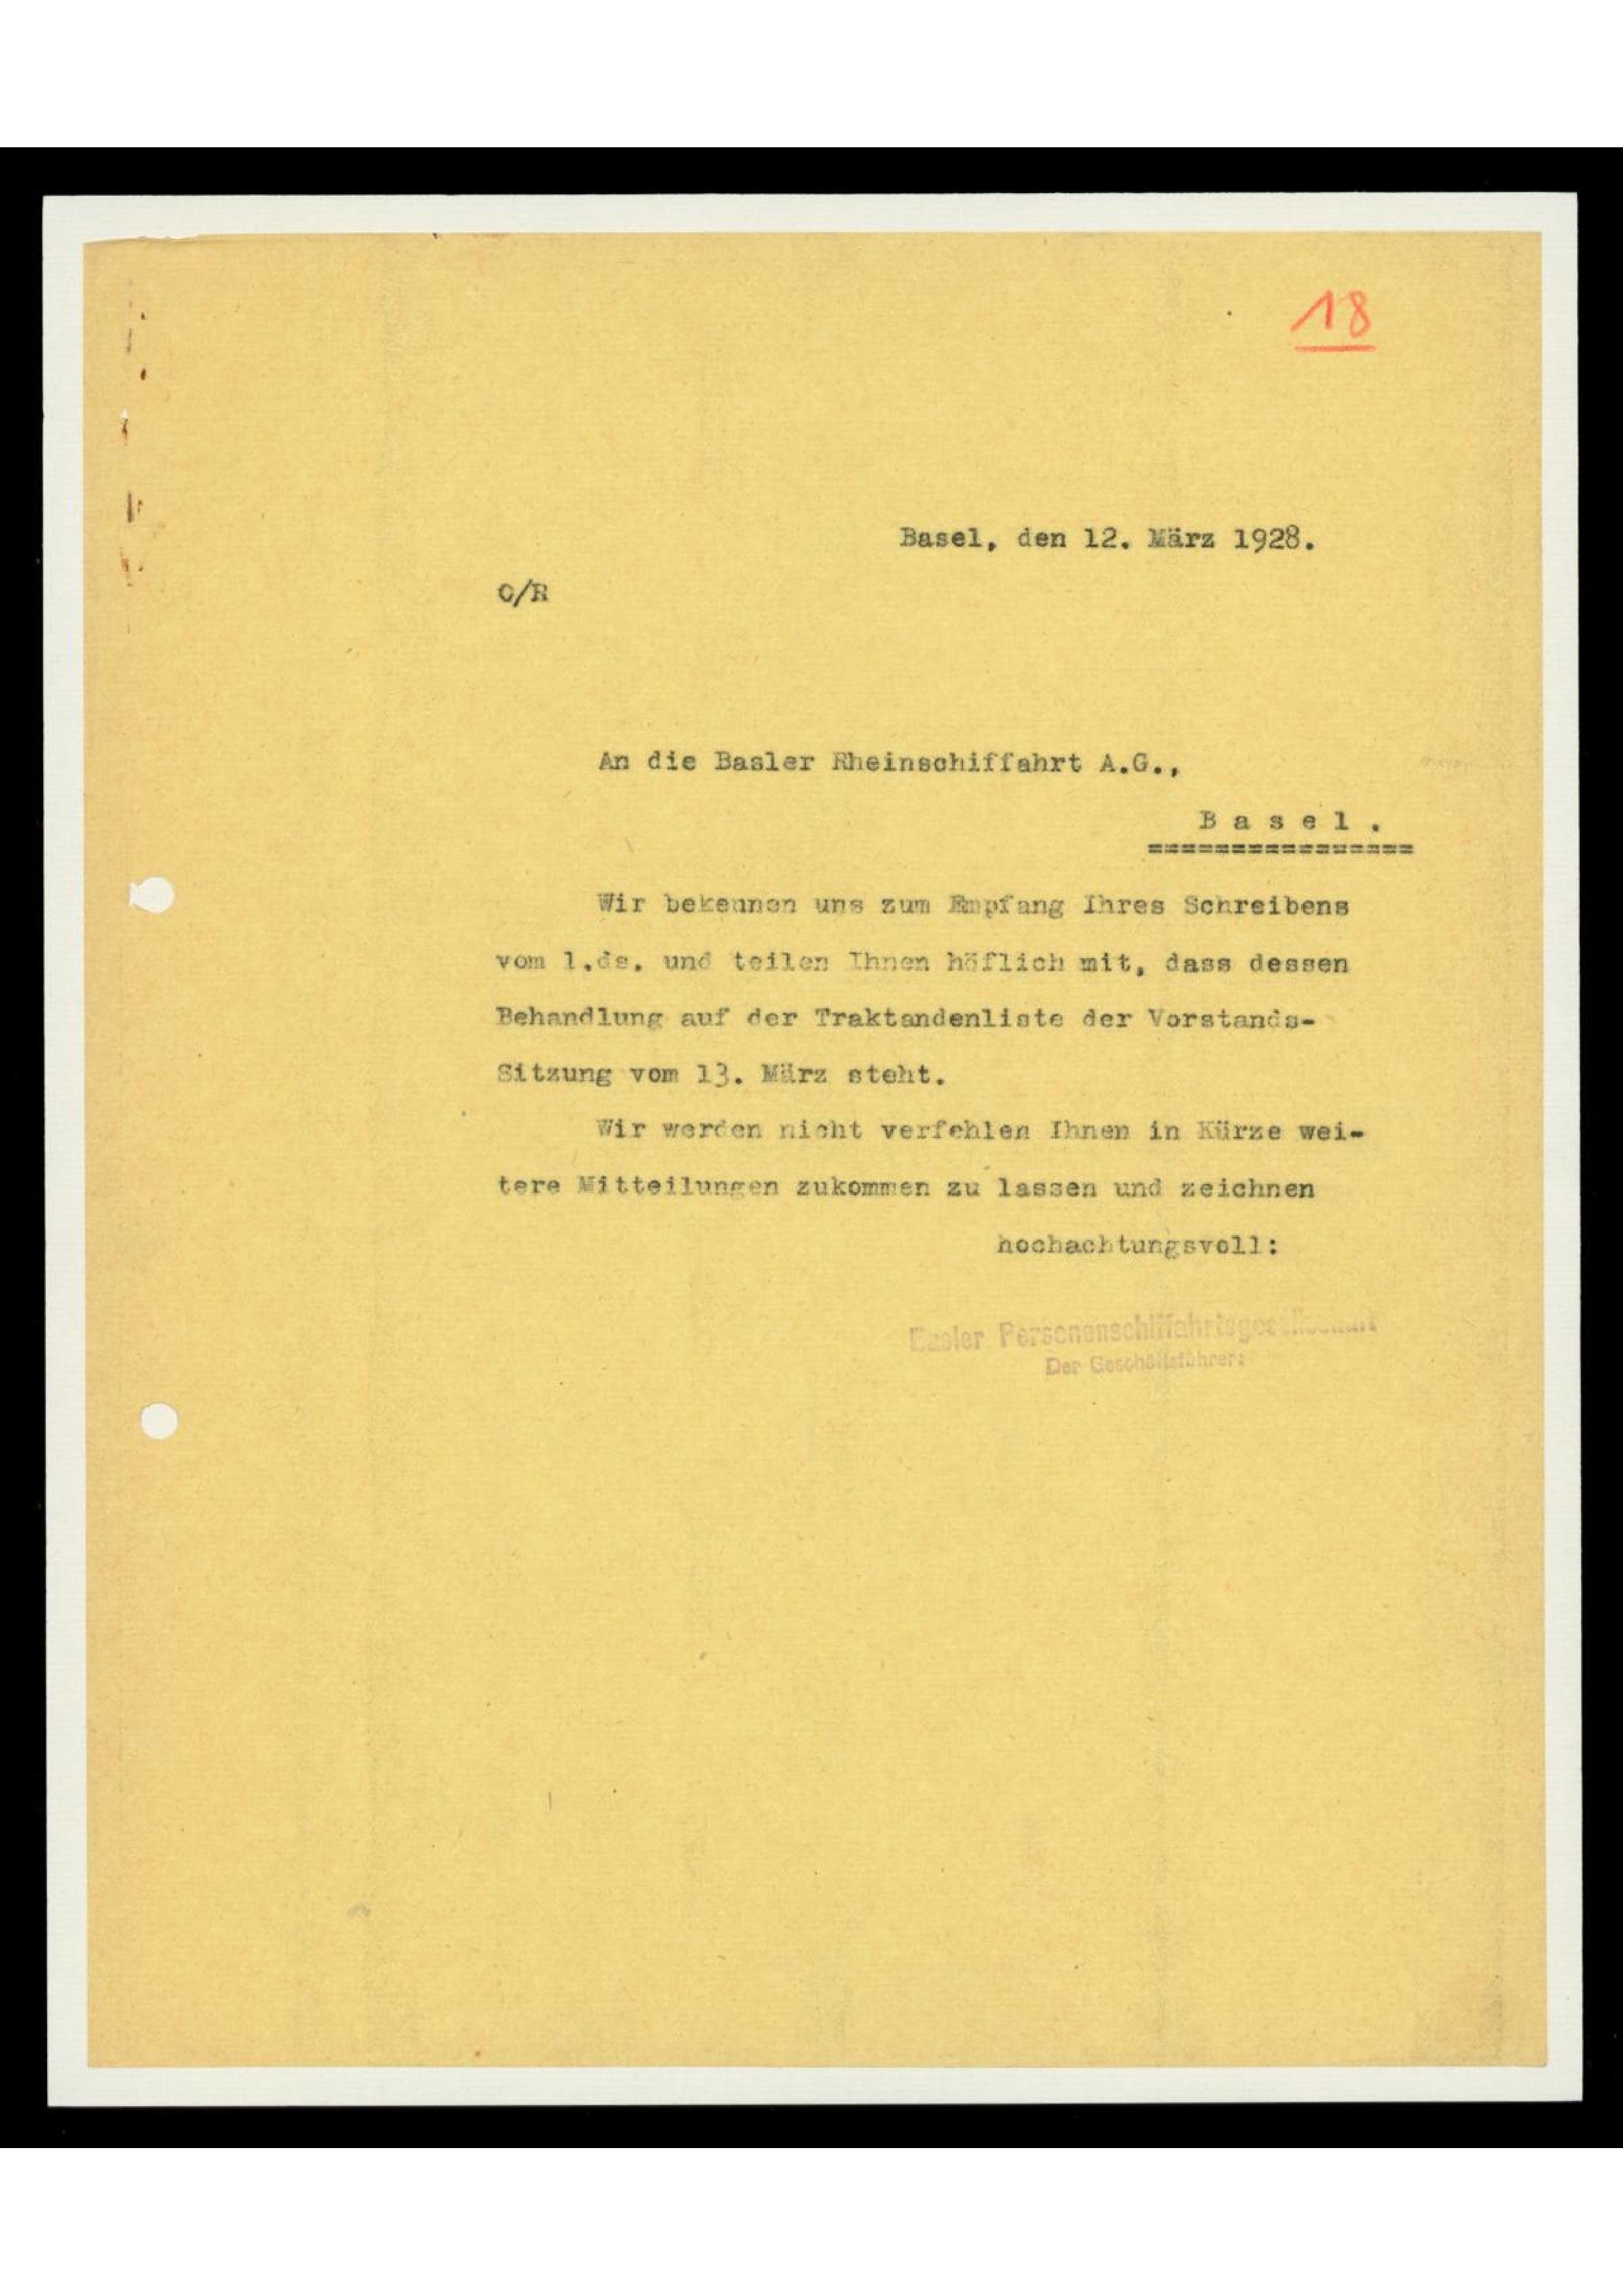 18
Basel, den 12. März 1928.
C/R
An die Basler Rheinschiffahrt A.G.,
B a s e l .
================
Wir bekennen uns zum Empfang Ihres Schreibens
vom 1.ds. und teilen Ihnen höflich mit, dass dessen
Behandlung auf der Traktandenliste der Vorstands-
Sitzung vom 13. März steht.
Wir werden nicht verfehlen Ihnen in Kürze wei-
tere Mitteilungen zukommen zu lassen und zeichnen
hochachtungsvoll:
Basler Personenschiffahrtsgesellschaft
Der Geschäftsführer: